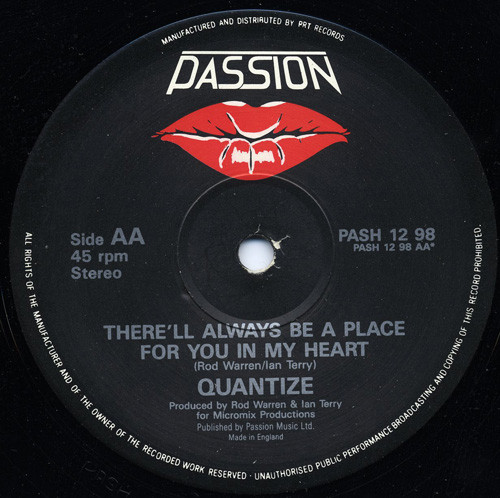 MANUFACTURED AND DISTRIBUTED BY PRT RECORDS
PASSION
Side AA
45 rpm
Stereo
PASH 12 98
PASH 12 98 AA*
THERE'LL ALWAYS BE A PLACE
FOR YOU IN MY HEART
(Rod Warren/Ian Terry)
QUANTIZE
Produced by Rod Warren & Ian Terry
for Micromix Productions
Published by Passion Music Ltd.
Made in England
ALL RIGHTS OF THE MANUFACTURER AND OF THE OWNER OF THE RECORDED WORK RESERVED · UNAUTHORISED PUBLIC PERFORMANCE BROADCASTING AND COPYING OF THIS RECORD PROHIBITED.